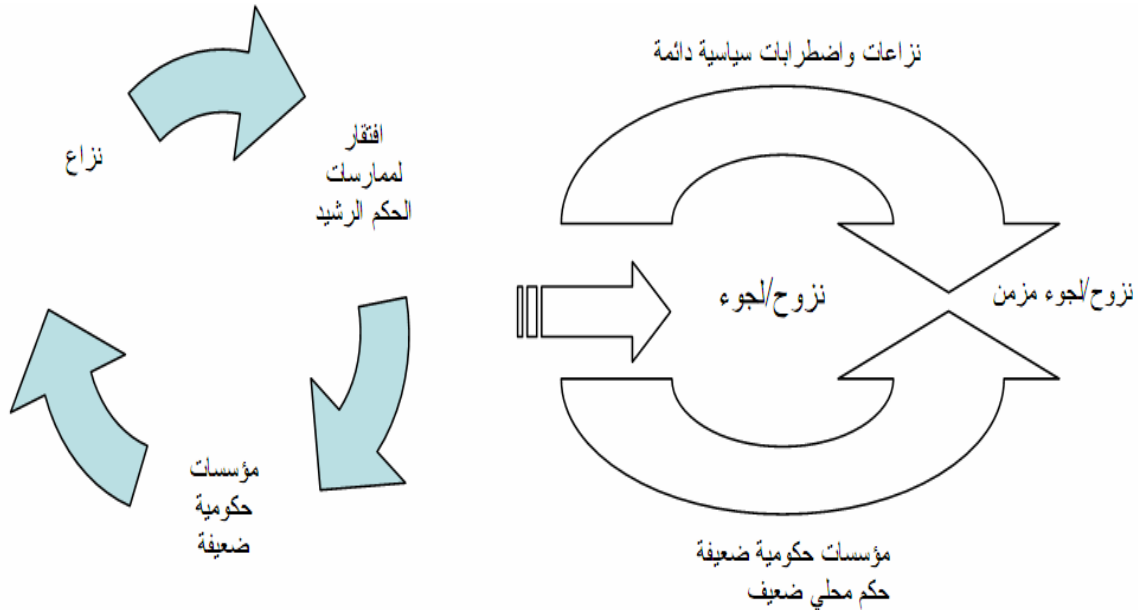 نزاعات واضطرابات سياسية دائمة
افتقار
لممارسات
الحكم الرشيد
نزاع
نزوح/لجوء
نزوح/لجوء مزمن
مؤسسات
حكومية
ضعيفة
مؤسسات حكومية ضعيفة
حكم محلي ضعيف